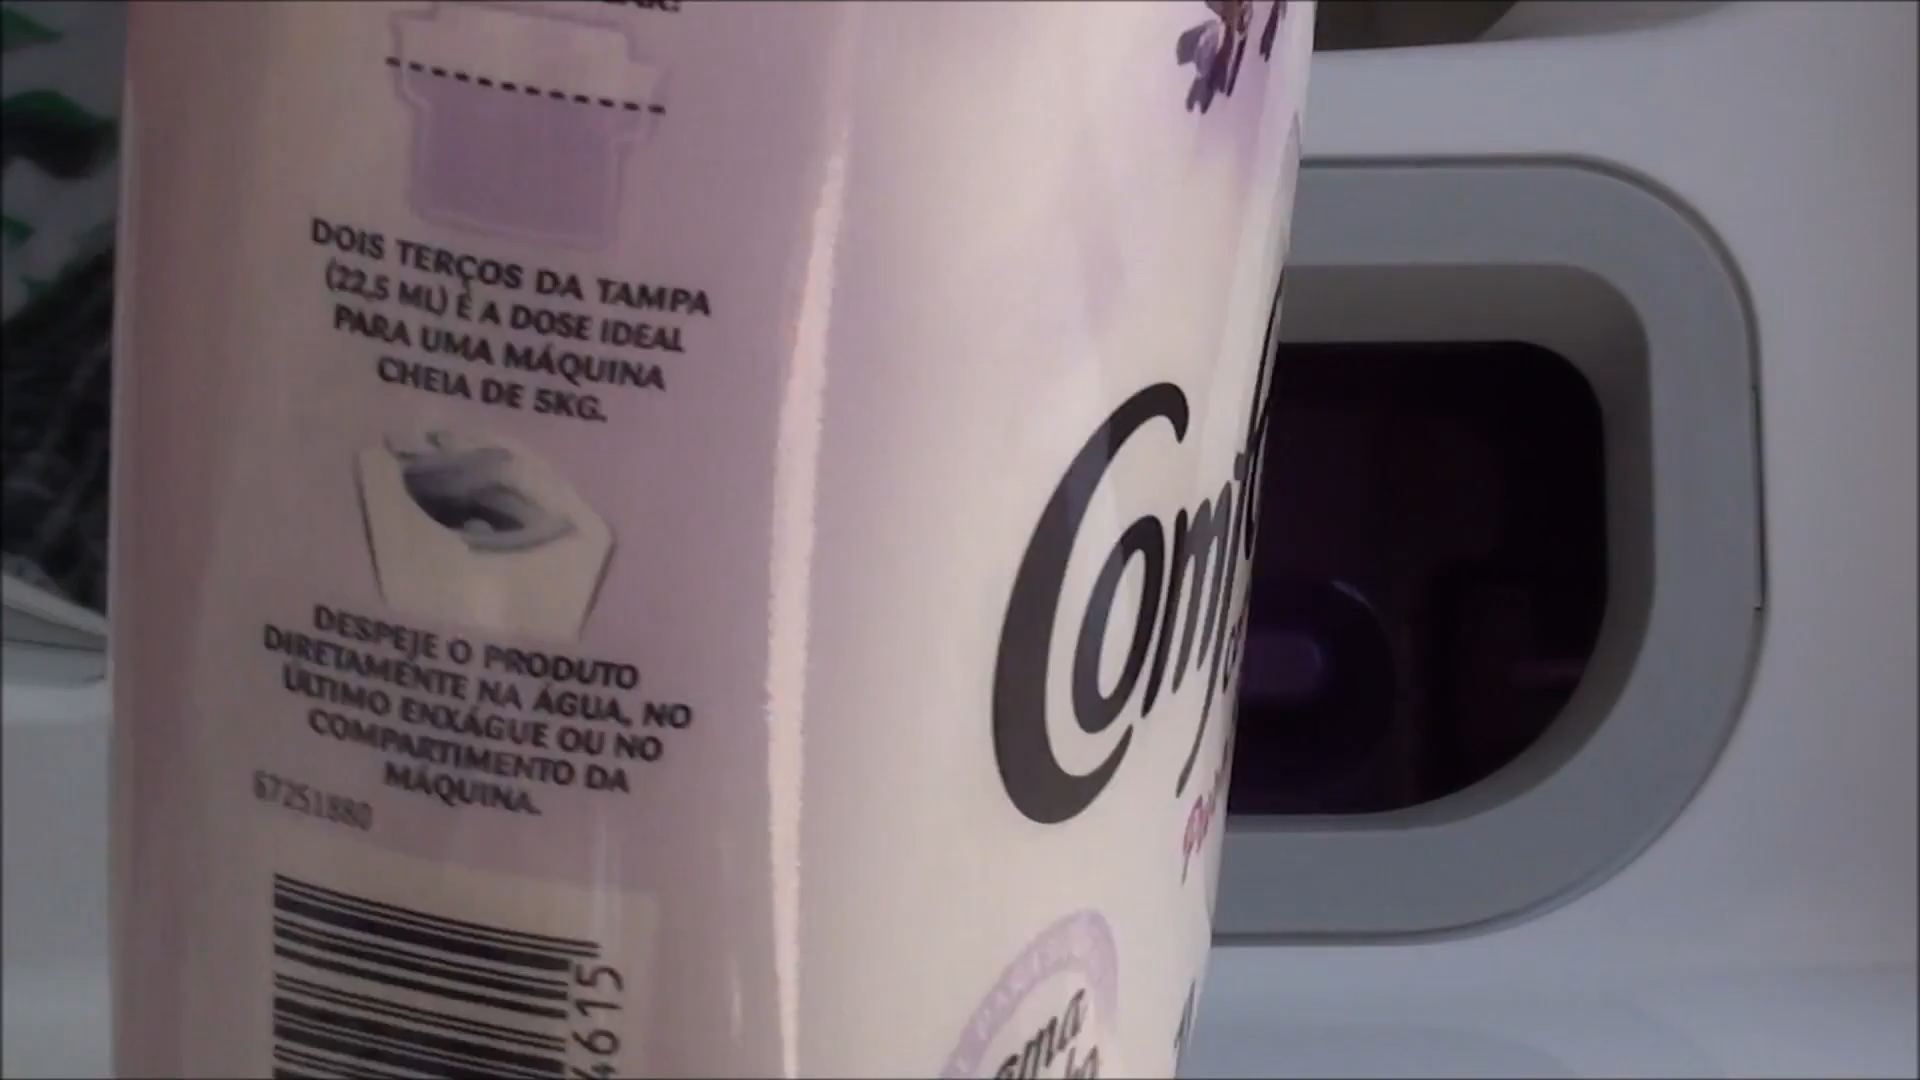 DOIS TERÇOS DA TAMPA
(22,5 ML) É A DOSE IDEAL
PARA UMA MÁQUINA
CHEIA DE 5KG.
DESPEJE O PRODUTO
DIRETAMENTE NA ÁGUA, NO
ÚLTIMO ENXÁGUE OU NO
COMPARTIMENTO DA
MÁQUINA.
67251880
4615
Comf